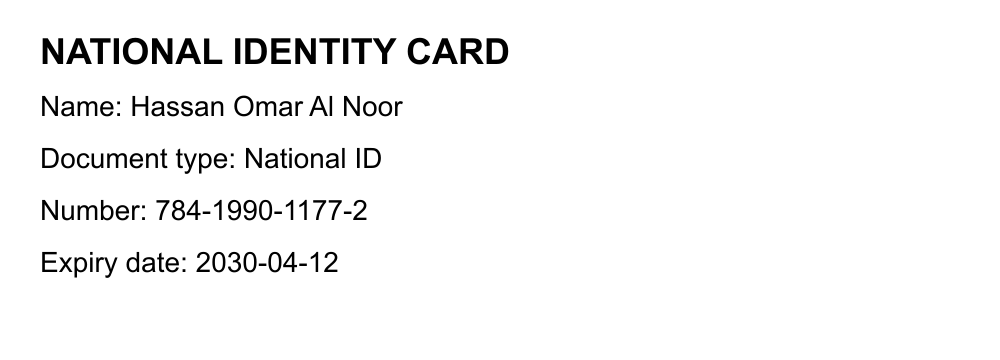 NATIONAL IDENTITY CARD
Name: Hassan Omar Al Noor
Document type: National ID
Number: 784-1990-1177-2
Expiry date: 2030-04-12